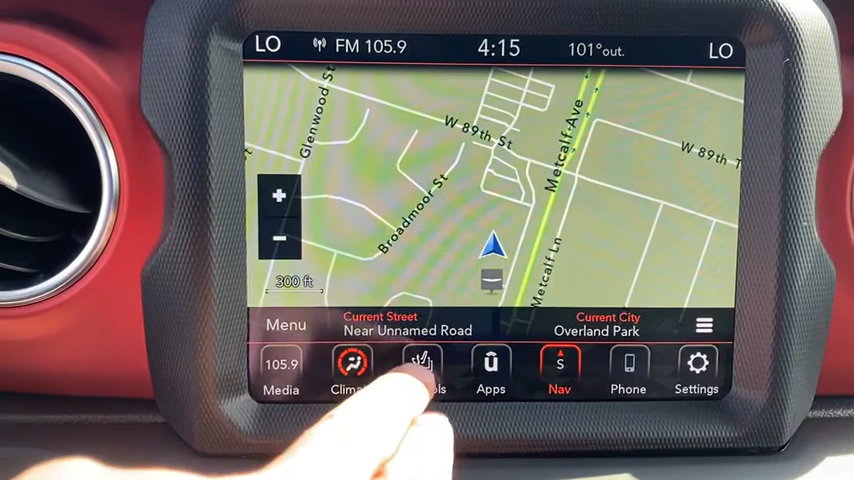 LO FM 105.9 4:15 101°out. LO
Glenwood St
W 89th St
Metcalf Ave
W 89th T
Broadmoor St
Metcalf Ln
+
−
300 ft
Menu
Current Street
Near Unnamed Road
Current City
Overland Park
105.9
Media
Apps
S
Nav
Phone
Settings